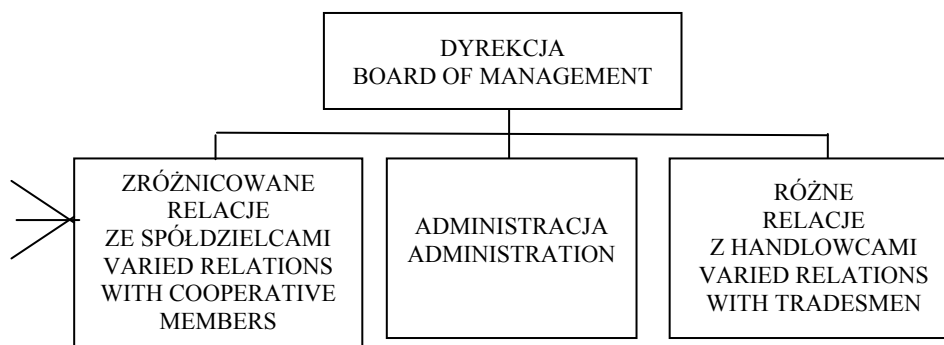 DYREKCJA
BOARD OF MANAGEMENT
ZRÓŻNICOWANE
RELACJE
ZE SPÓŁDZIELCAMI
VARIED RELATIONS
WITH COOPERATIVE
MEMBERS
ADMINISTRACJA
ADMINISTRATION
RÓŻNE
RELACJE
Z HANDLOWCAMI
VARIED RELATIONS
WITH TRADESMEN